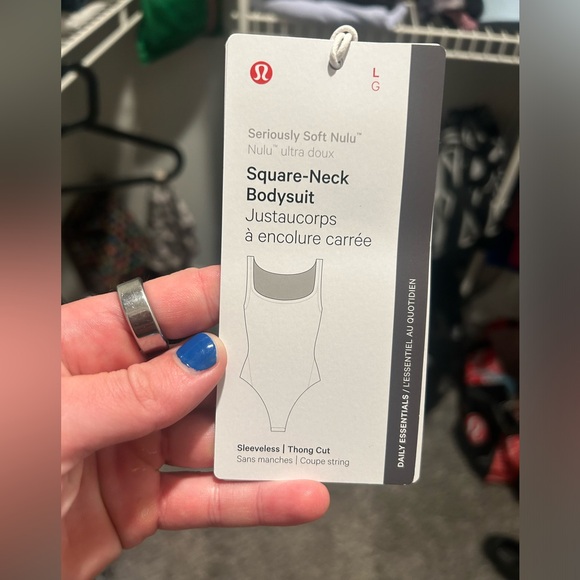 L
G
Seriously Soft Nulu™
Nulu™ ultra doux
Square-Neck
Bodysuit
Justaucorps
à encolure carrée
Sleeveless | Thong Cut
Sans manches | Coupe string
DAILY ESSENTIALS / L'ESSENTIEL AU QUOTIDIEN